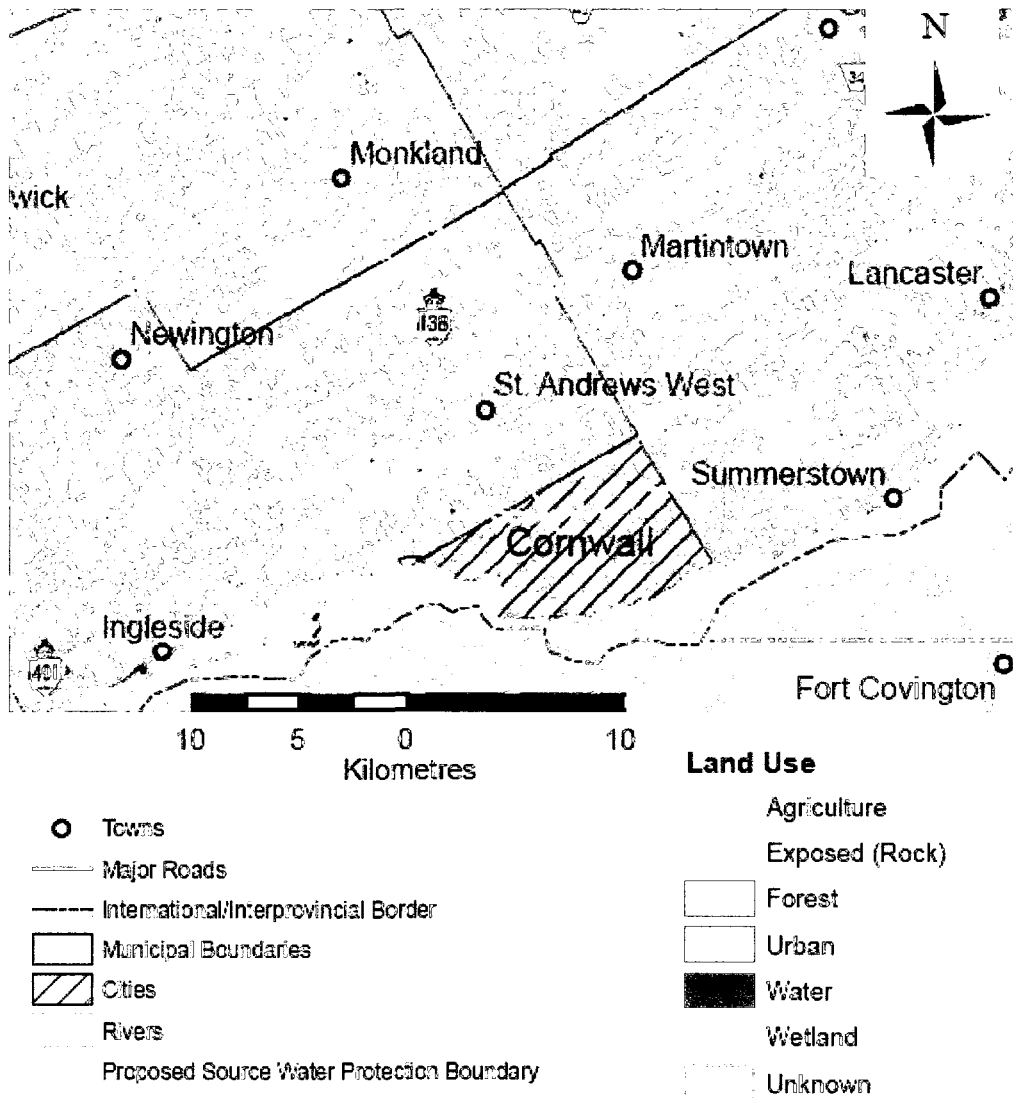 N
34
Monkland
wick
Martintown
Lancaster
138
Newington
St. Andrews West
Summerstown
Cornwall
Ingleside
401
Fort Covington
10 5 0 10
Kilometres
Land Use
Agriculture
Exposed (Rock)
Forest
Urban
Water
Wetland
Unknown
Towns
Major Roads
International/Interprovincial Border
Municipal Boundaries
Cities
Rivers
Proposed Source Water Protection Boundary